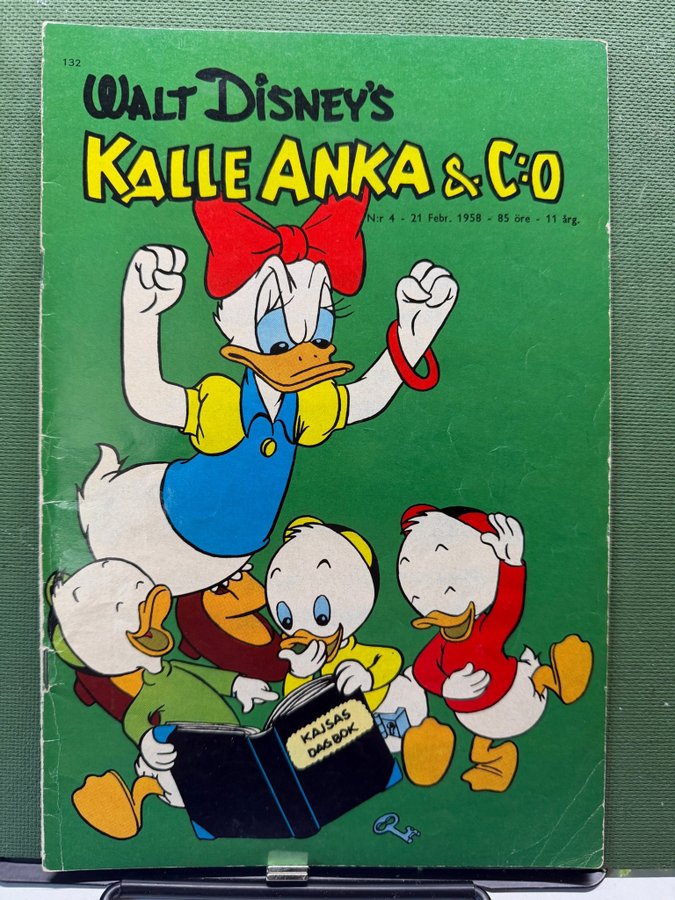 132
WALT DISNEY'S
KALLE ANKA & C:O
N:r 4 - 21 Febr. 1958 - 85 öre - 11 årg.
KAJSAS
DAGBOK